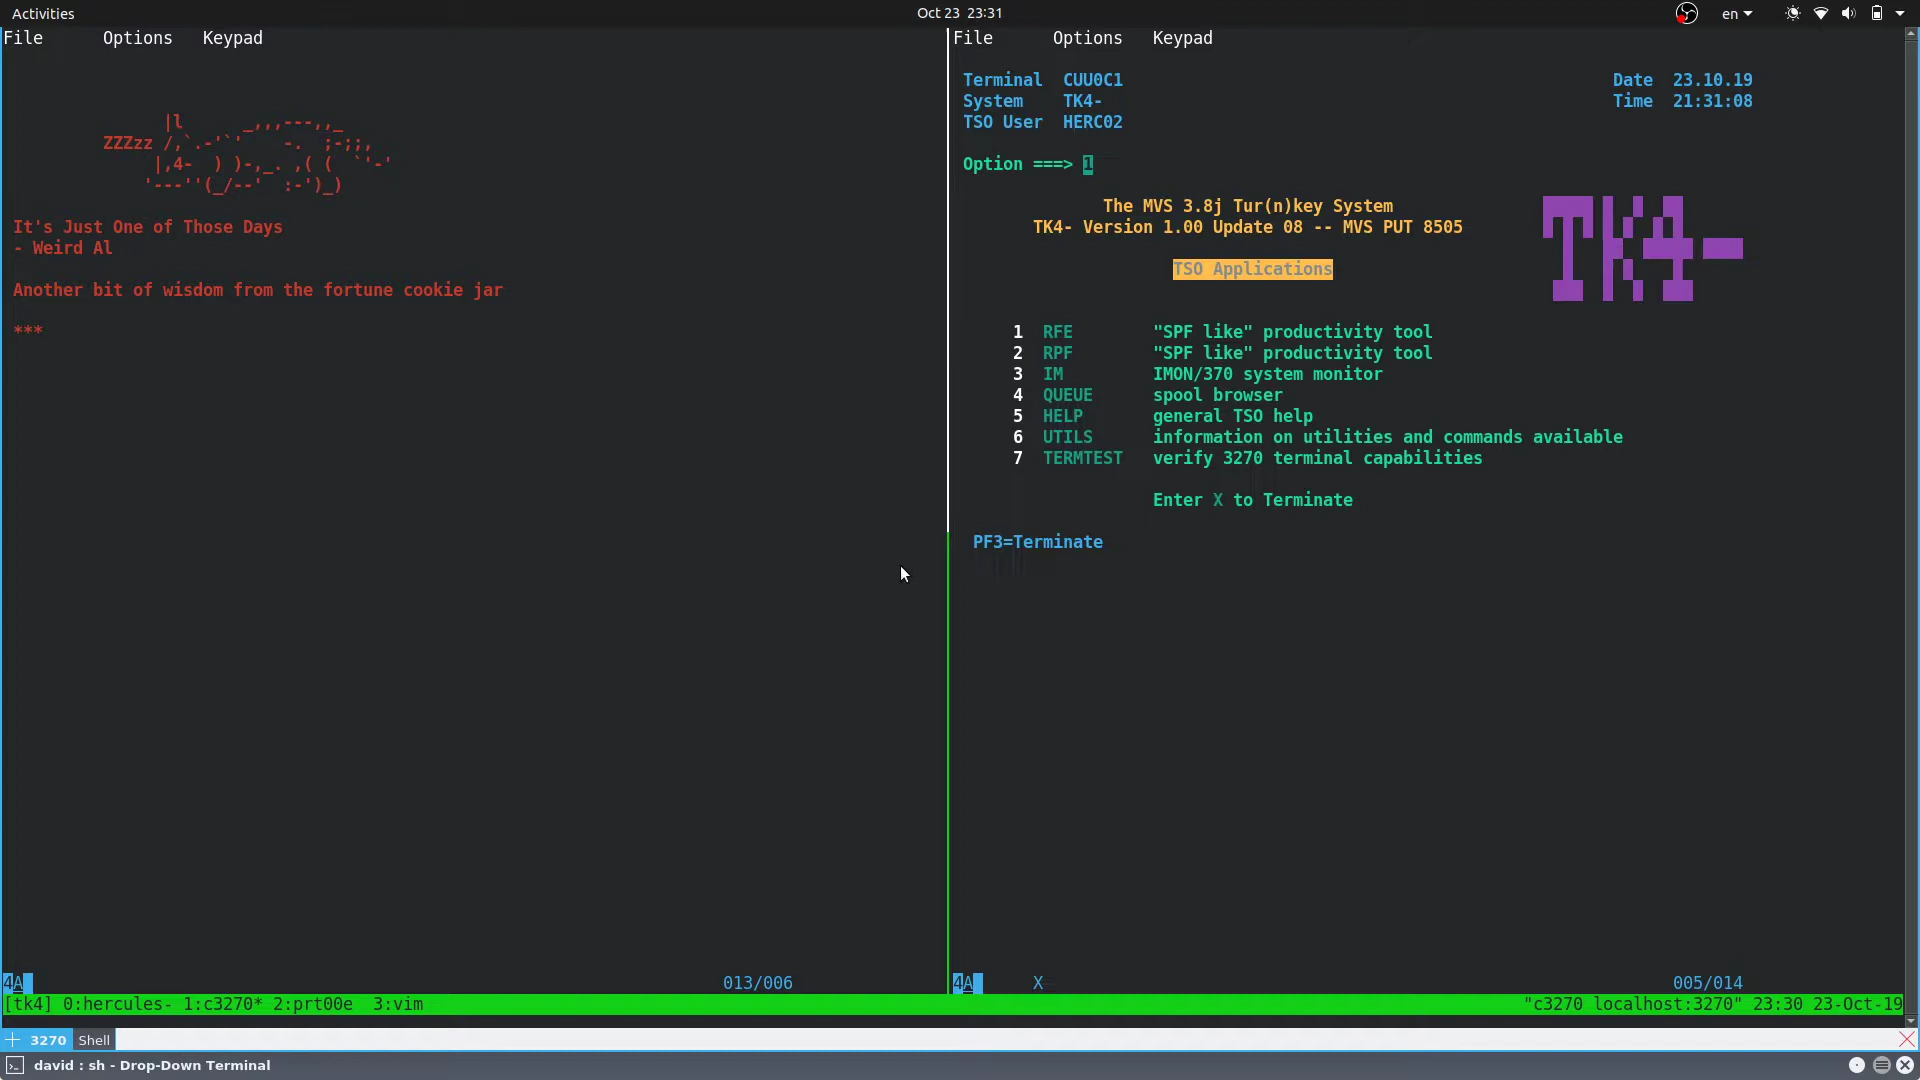 Activities
Oct 23 23:31
en
File Options Keypad
|l _,,,---,,_
ZZZzz /,`.-'`' -. ;-;;,
|,4- ) )-,_. ,( ( `'-'
'---''(_/--' :-')_)
It's Just One of Those Days
- Weird Al
Another bit of wisdom from the fortune cookie jar
***
4A 013/006
File Options Keypad
Terminal CUU0C1 Date 23.10.19
System TK4- Time 21:31:08
TSO User HERC02
Option ===> 1
The MVS 3.8j Tur(n)key System
TK4- Version 1.00 Update 08 -- MVS PUT 8505
TK4-
TSO Applications
1 RFE "SPF like" productivity tool
2 RPF "SPF like" productivity tool
3 IM IMON/370 system monitor
4 QUEUE spool browser
5 HELP general TSO help
6 UTILS information on utilities and commands available
7 TERMTEST verify 3270 terminal capabilities
Enter X to Terminate
PF3=Terminate
4A X 005/014
[tk4] 0:hercules- 1:c3270* 2:prt00e 3:vim "c3270 localhost:3270" 23:30 23-Oct-19
3270 Shell
david : sh - Drop-Down Terminal